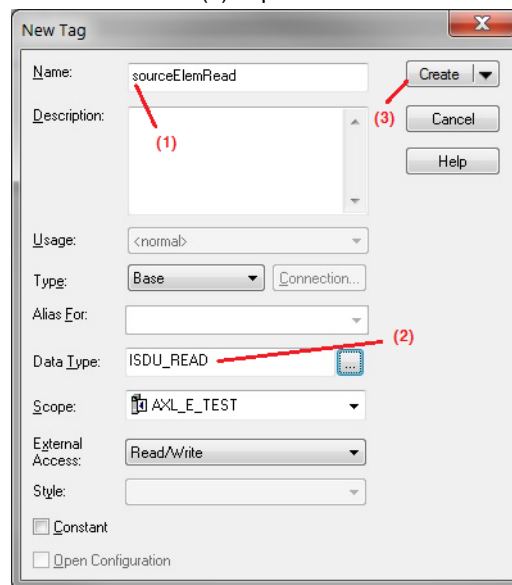 New Tag
Name: sourceElemRead Create
Description: (1) (3) Cancel
Help
Usage: <normal>
Type: Base Connection...
Alias For:
(2)
Data Type: ISDU_READ ...
Scope: AXL_E_TEST
External Access: Read/Write
Style:
Constant
Open Configuration